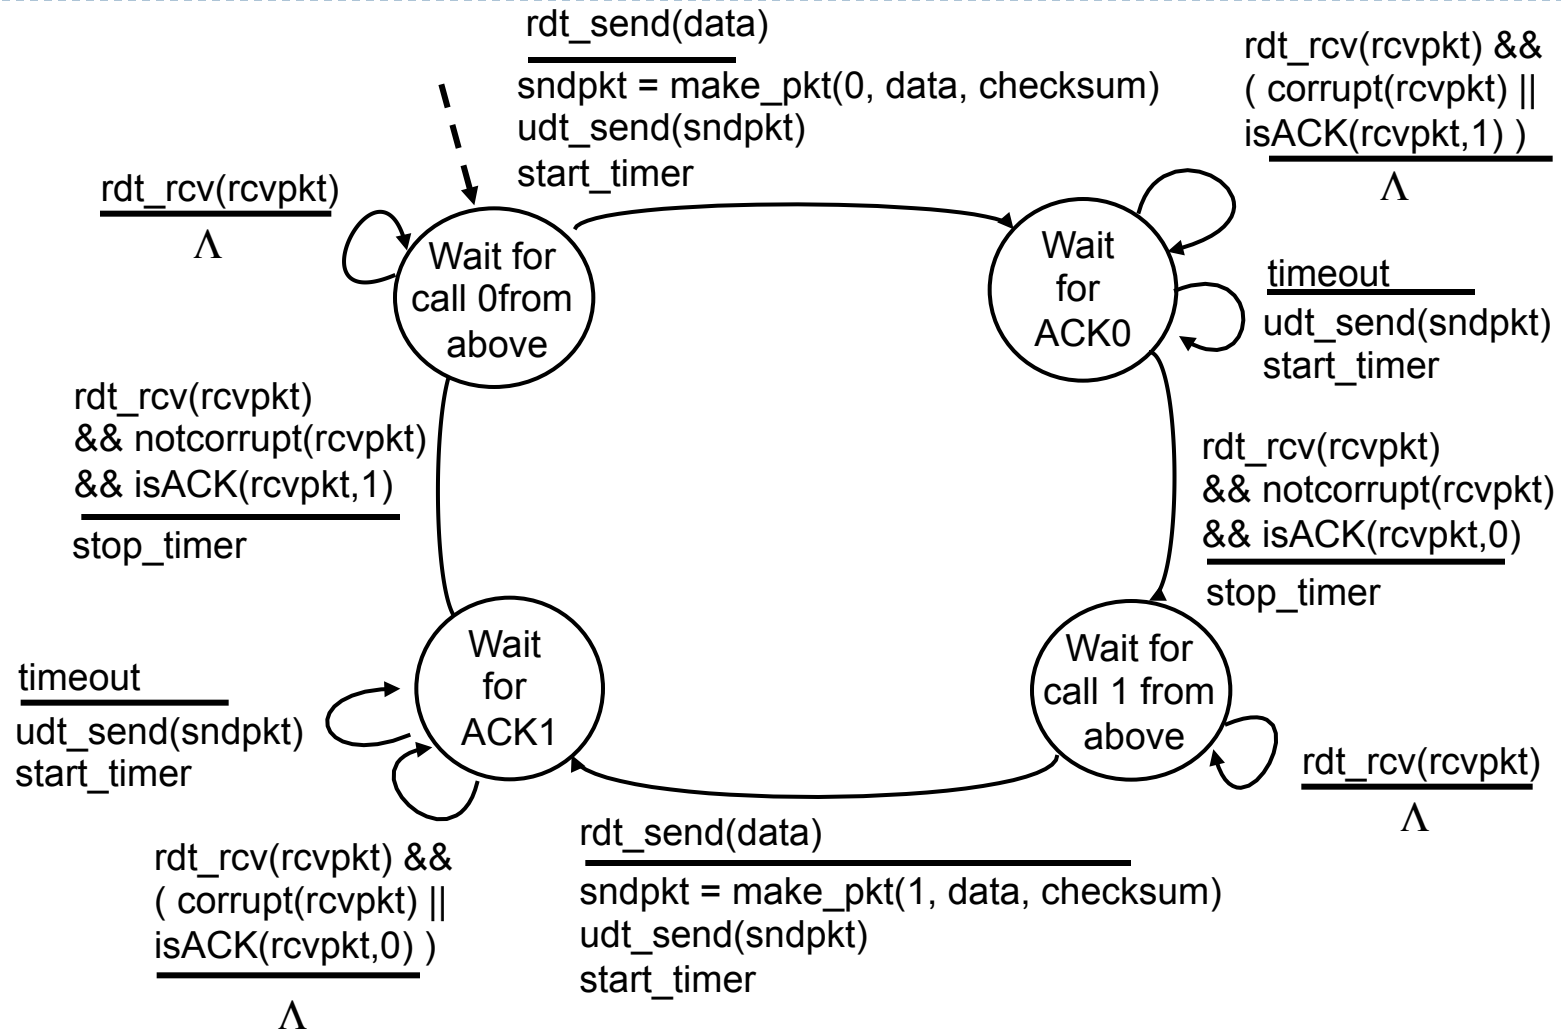 rdt_send(data)
sndpkt = make_pkt(0, data, checksum)
udt_send(sndpkt)
start_timer
rdt_rcv(rcvpkt) &&
( corrupt(rcvpkt) ||
isACK(rcvpkt,1) )
Λ
rdt_rcv(rcvpkt)
Λ
Wait for
call 0from
above
Wait
for
ACK0
timeout
udt_send(sndpkt)
start_timer
rdt_rcv(rcvpkt)
&& notcorrupt(rcvpkt)
&& isACK(rcvpkt,1)
stop_timer
rdt_rcv(rcvpkt)
&& notcorrupt(rcvpkt)
&& isACK(rcvpkt,0)
stop_timer
timeout
udt_send(sndpkt)
start_timer
Wait
for
ACK1
Wait for
call 1 from
above
rdt_rcv(rcvpkt)
Λ
rdt_rcv(rcvpkt) &&
( corrupt(rcvpkt) ||
isACK(rcvpkt,0) )
Λ
rdt_send(data)
sndpkt = make_pkt(1, data, checksum)
udt_send(sndpkt)
start_timer